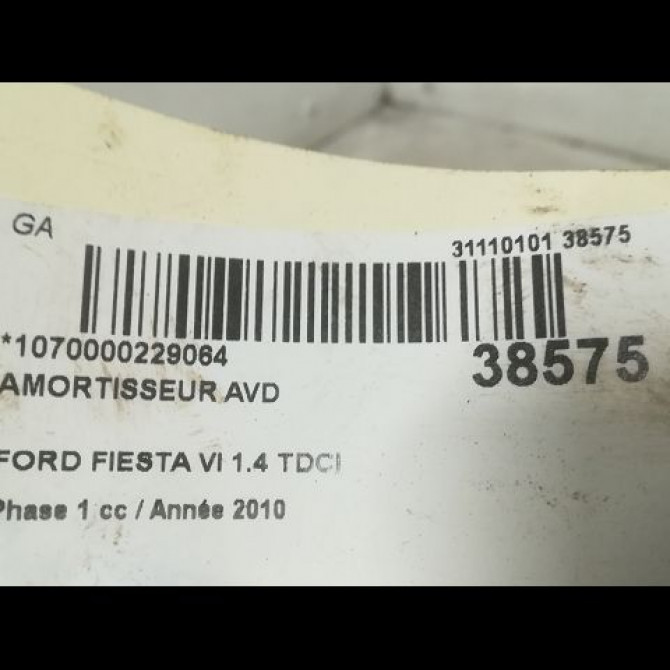 GA
31110101 38575
*1070000229064
38575
AMORTISSEUR AVD
FORD FIESTA VI 1.4 TDCI
Phase 1 cc / Année 2010